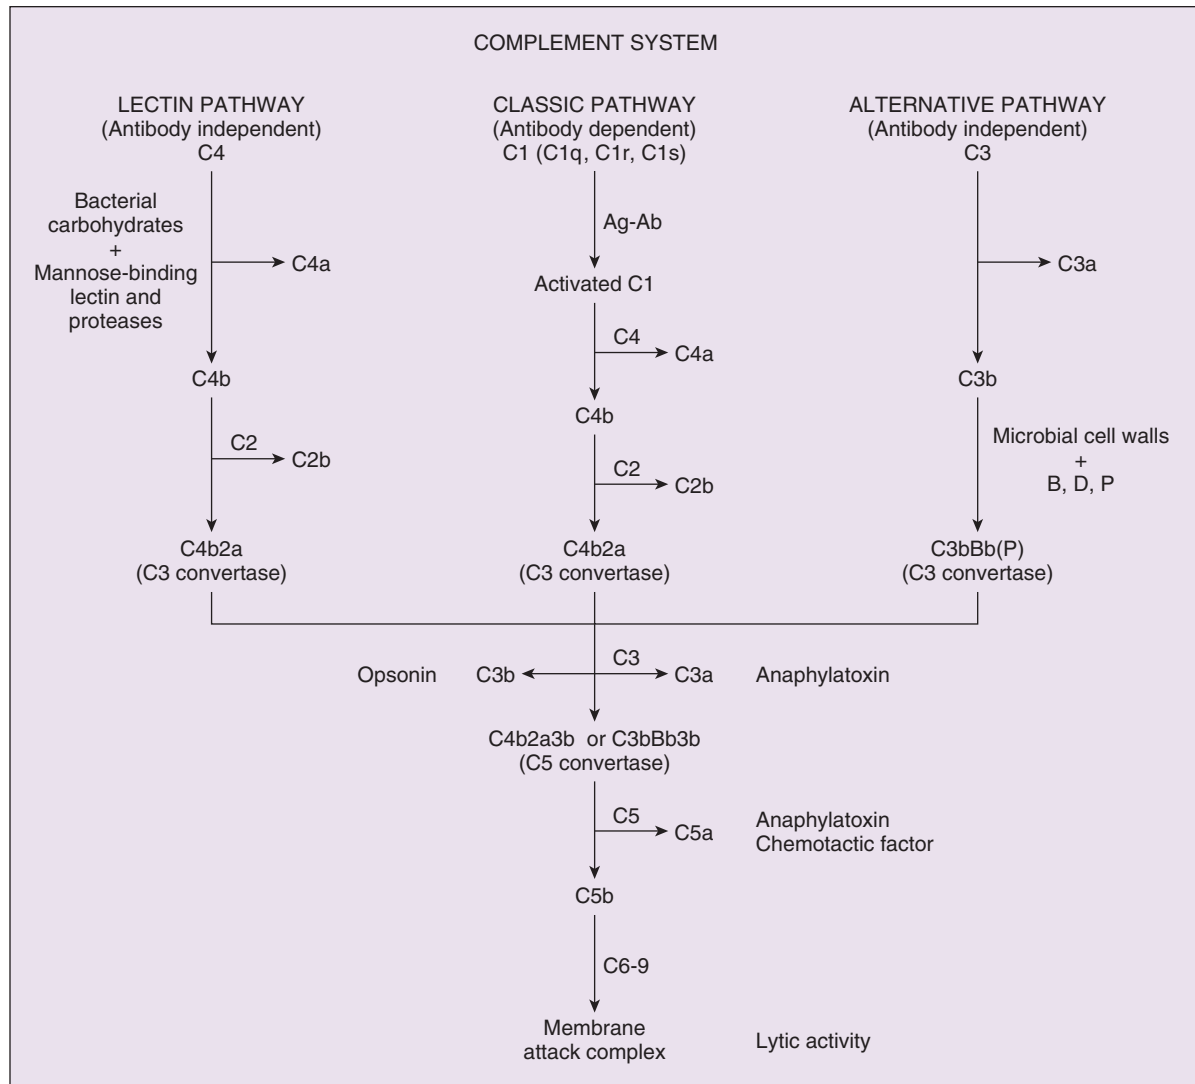 COMPLEMENT SYSTEM
LECTIN PATHWAY
(Antibody independent)
C4
Bacterial
carbohydrates
+
Mannose-binding
lectin and
proteases
C4a
C4b
C2
C2b
C4b2a
(C3 convertase)
CLASSIC PATHWAY
(Antibody dependent)
C1 (C1q, C1r, C1s)
Ag-Ab
Activated C1
C4
C4a
C4b
C2
C2b
C4b2a
(C3 convertase)
ALTERNATIVE PATHWAY
(Antibody independent)
C3
C3a
C3b
Microbial cell walls
+
B, D, P
C3bBb(P)
(C3 convertase)
Opsonin C3b C3 C3a Anaphylatoxin
C4b2a3b or C3bBb3b
(C5 convertase)
C5
C5a
Anaphylatoxin
Chemotactic factor
C5b
C6-9
Membrane
attack complex
Lytic activity